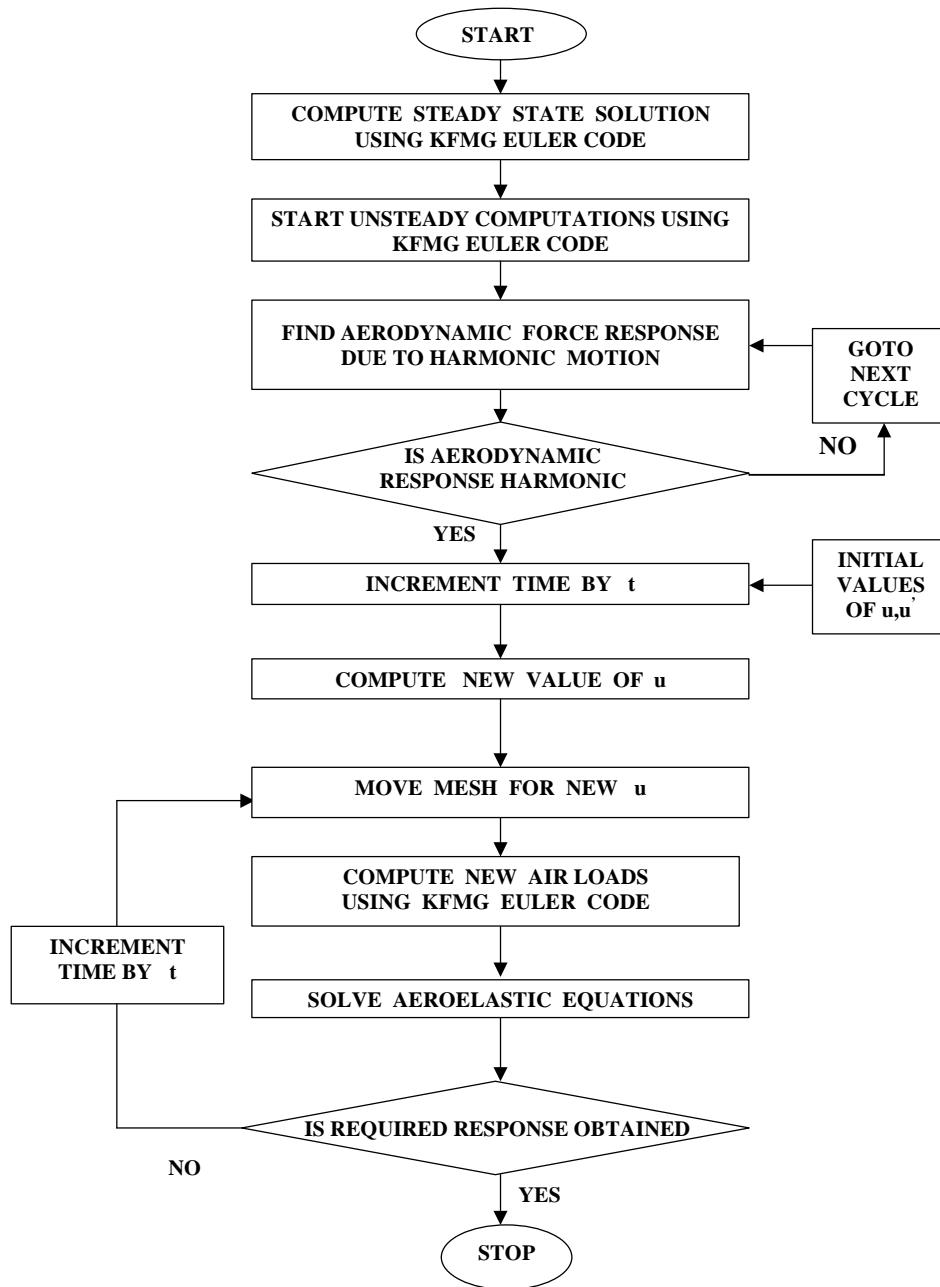 START
COMPUTE STEADY STATE SOLUTION
USING KFMG EULER CODE
START UNSTEADY COMPUTATIONS USING
KFMG EULER CODE
FIND AERODYNAMIC FORCE RESPONSE
DUE TO HARMONIC MOTION
GOTO
NEXT
CYCLE
NO
IS AERODYNAMIC
RESPONSE HARMONIC
YES
INCREMENT TIME BY t
INITIAL
VALUES
OF u,u'
COMPUTE NEW VALUE OF u
MOVE MESH FOR NEW u
COMPUTE NEW AIR LOADS
USING KFMG EULER CODE
INCREMENT
TIME BY t
SOLVE AEROELASTIC EQUATIONS
IS REQUIRED RESPONSE OBTAINED
NO
YES
STOP